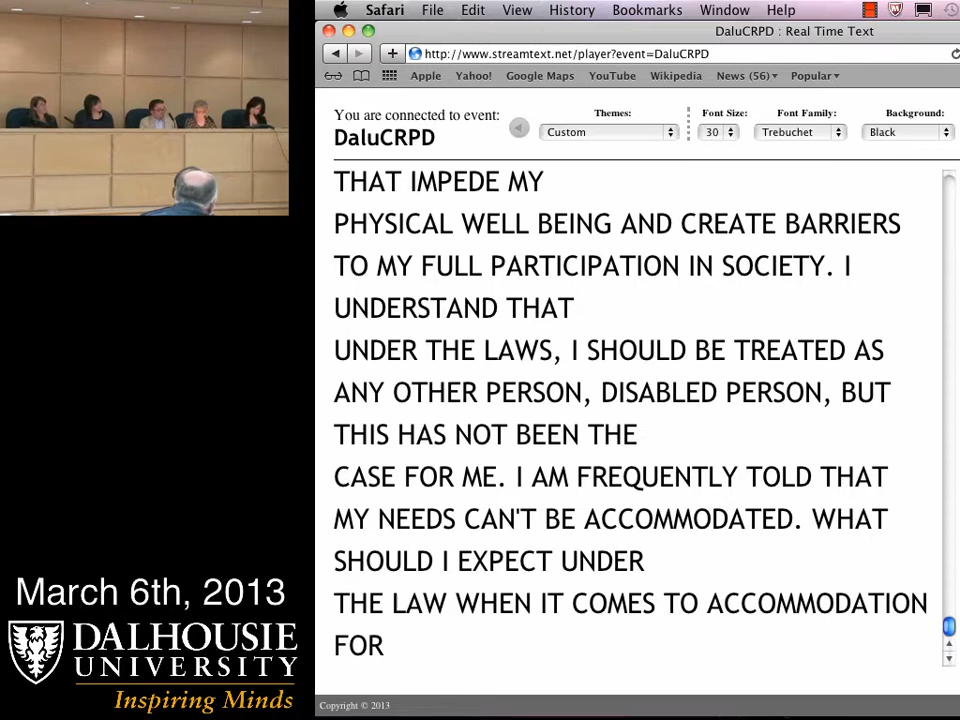 Safari File Edit View History Bookmarks Window Help
DaluCRPD : Real Time Text
http://www.streamtext.net/player?event=DaluCRPD
Apple Yahoo! Google Maps YouTube Wikipedia News (56) Popular
You are connected to event:
DaluCRPD
Themes: Font Size: Font Family: Background:
Custom 30 Trebuchet Black
THAT IMPEDE MY
PHYSICAL WELL BEING AND CREATE BARRIERS
TO MY FULL PARTICIPATION IN SOCIETY. I
UNDERSTAND THAT
UNDER THE LAWS, I SHOULD BE TREATED AS
ANY OTHER PERSON, DISABLED PERSON, BUT
THIS HAS NOT BEEN THE
CASE FOR ME. I AM FREQUENTLY TOLD THAT
MY NEEDS CAN'T BE ACCOMMODATED. WHAT
SHOULD I EXPECT UNDER
THE LAW WHEN IT COMES TO ACCOMMODATION
FOR
Copyright © 2013
March 6th, 2013
DALHOUSIE
UNIVERSITY
Inspiring Minds